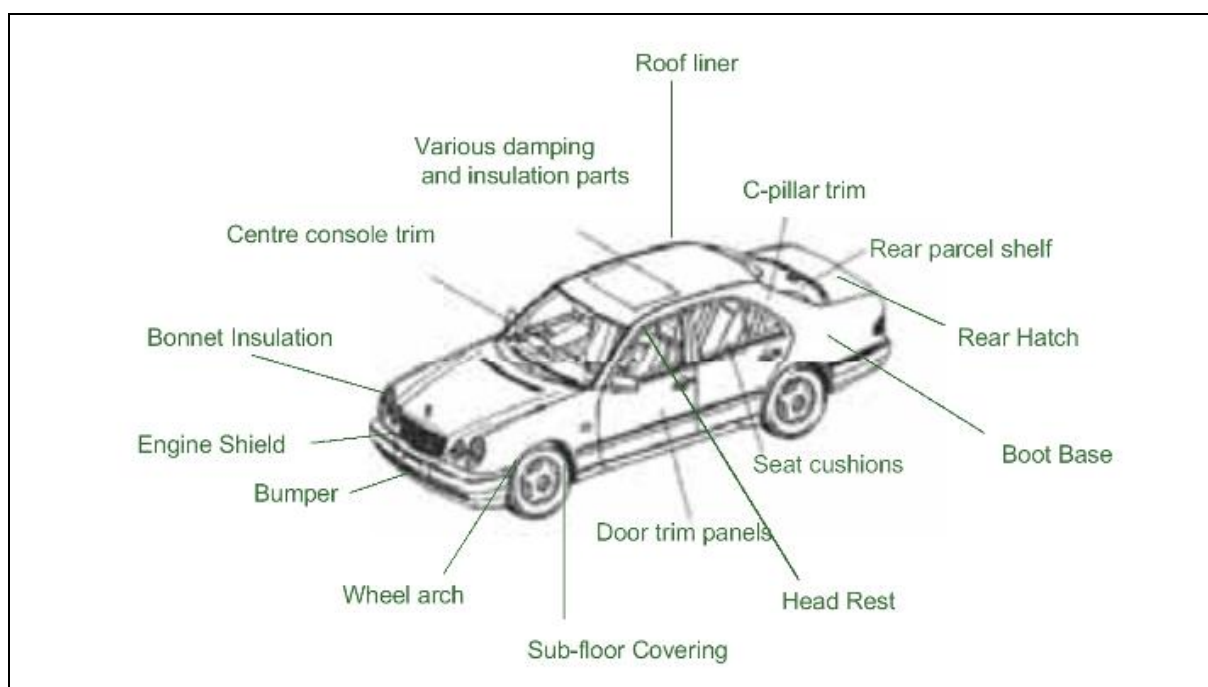 Roof liner
Various damping
and insulation parts
C-pillar trim
Centre console trim
Rear parcel shelf
Bonnet Insulation
Rear Hatch
Engine Shield
Boot Base
Seat cushions
Bumper
Door trim panels
Wheel arch
Head Rest
Sub-floor Covering